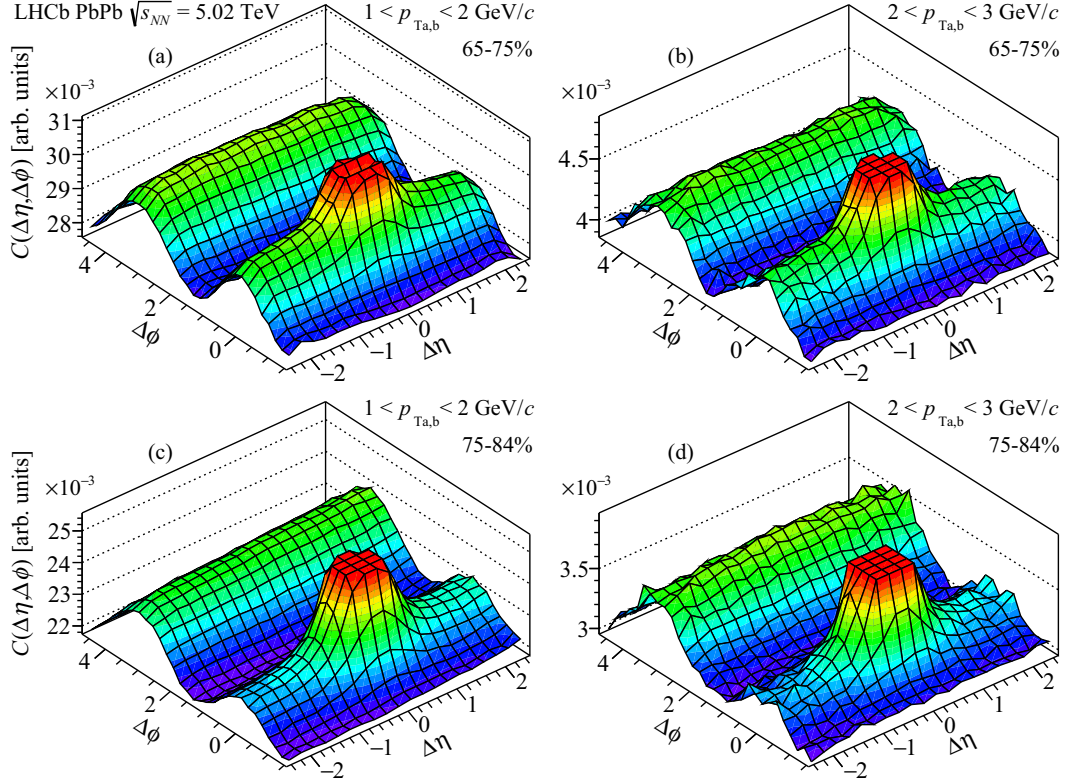 LHCb PbPb √s_NN = 5.02 TeV
1 < p_Ta,b < 2 GeV/c
(a)
65-75%
×10⁻³
C(Δη,Δϕ) [arb. units]
31
30
29
28
4
2
0
Δϕ
−2
−1
0
1
2
Δη
2 < p_Ta,b < 3 GeV/c
(b)
65-75%
×10⁻³
4.5
4
4
2
0
Δϕ
−2
−1
0
1
2
Δη
1 < p_Ta,b < 2 GeV/c
(c)
75-84%
×10⁻³
C(Δη,Δϕ) [arb. units]
25
24
23
22
4
2
0
Δϕ
−2
−1
0
1
2
Δη
2 < p_Ta,b < 3 GeV/c
(d)
75-84%
×10⁻³
3.5
3
4
2
0
Δϕ
−2
−1
0
1
2
Δη